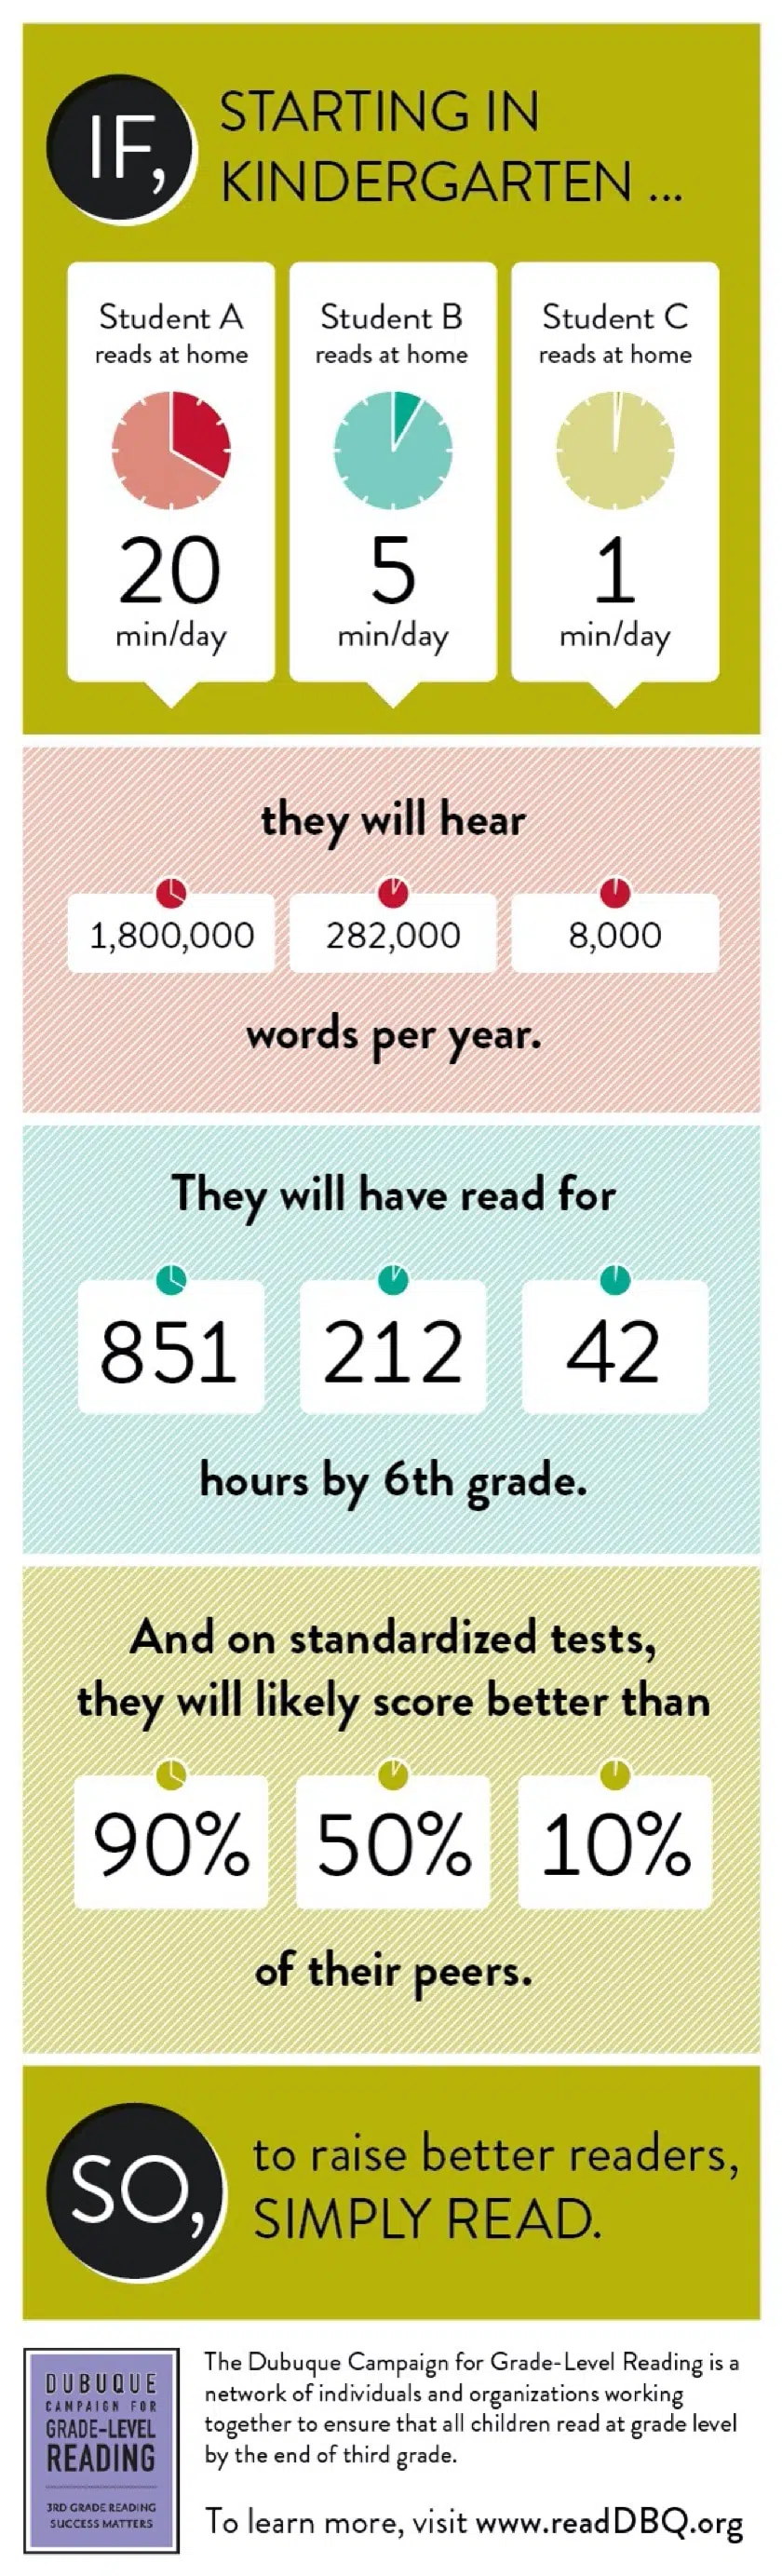 IF,
STARTING IN
KINDERGARTEN ...
Student A
reads at home
20
min/day
Student B
reads at home
5
min/day
Student C
reads at home
1
min/day
they will hear
1,800,000
282,000
8,000
words per year.
They will have read for
851
212
42
hours by 6th grade.
And on standardized tests,
they will likely score better than
90%
50%
10%
of their peers.
SO,
to raise better readers,
SIMPLY READ.
DUBUQUE
CAMPAIGN FOR
GRADE-LEVEL
READING
3RD GRADE READING
SUCCESS MATTERS
The Dubuque Campaign for Grade-Level Reading is a
network of individuals and organizations working
together to ensure that all children read at grade level
by the end of third grade.
To learn more, visit www.readDBQ.org